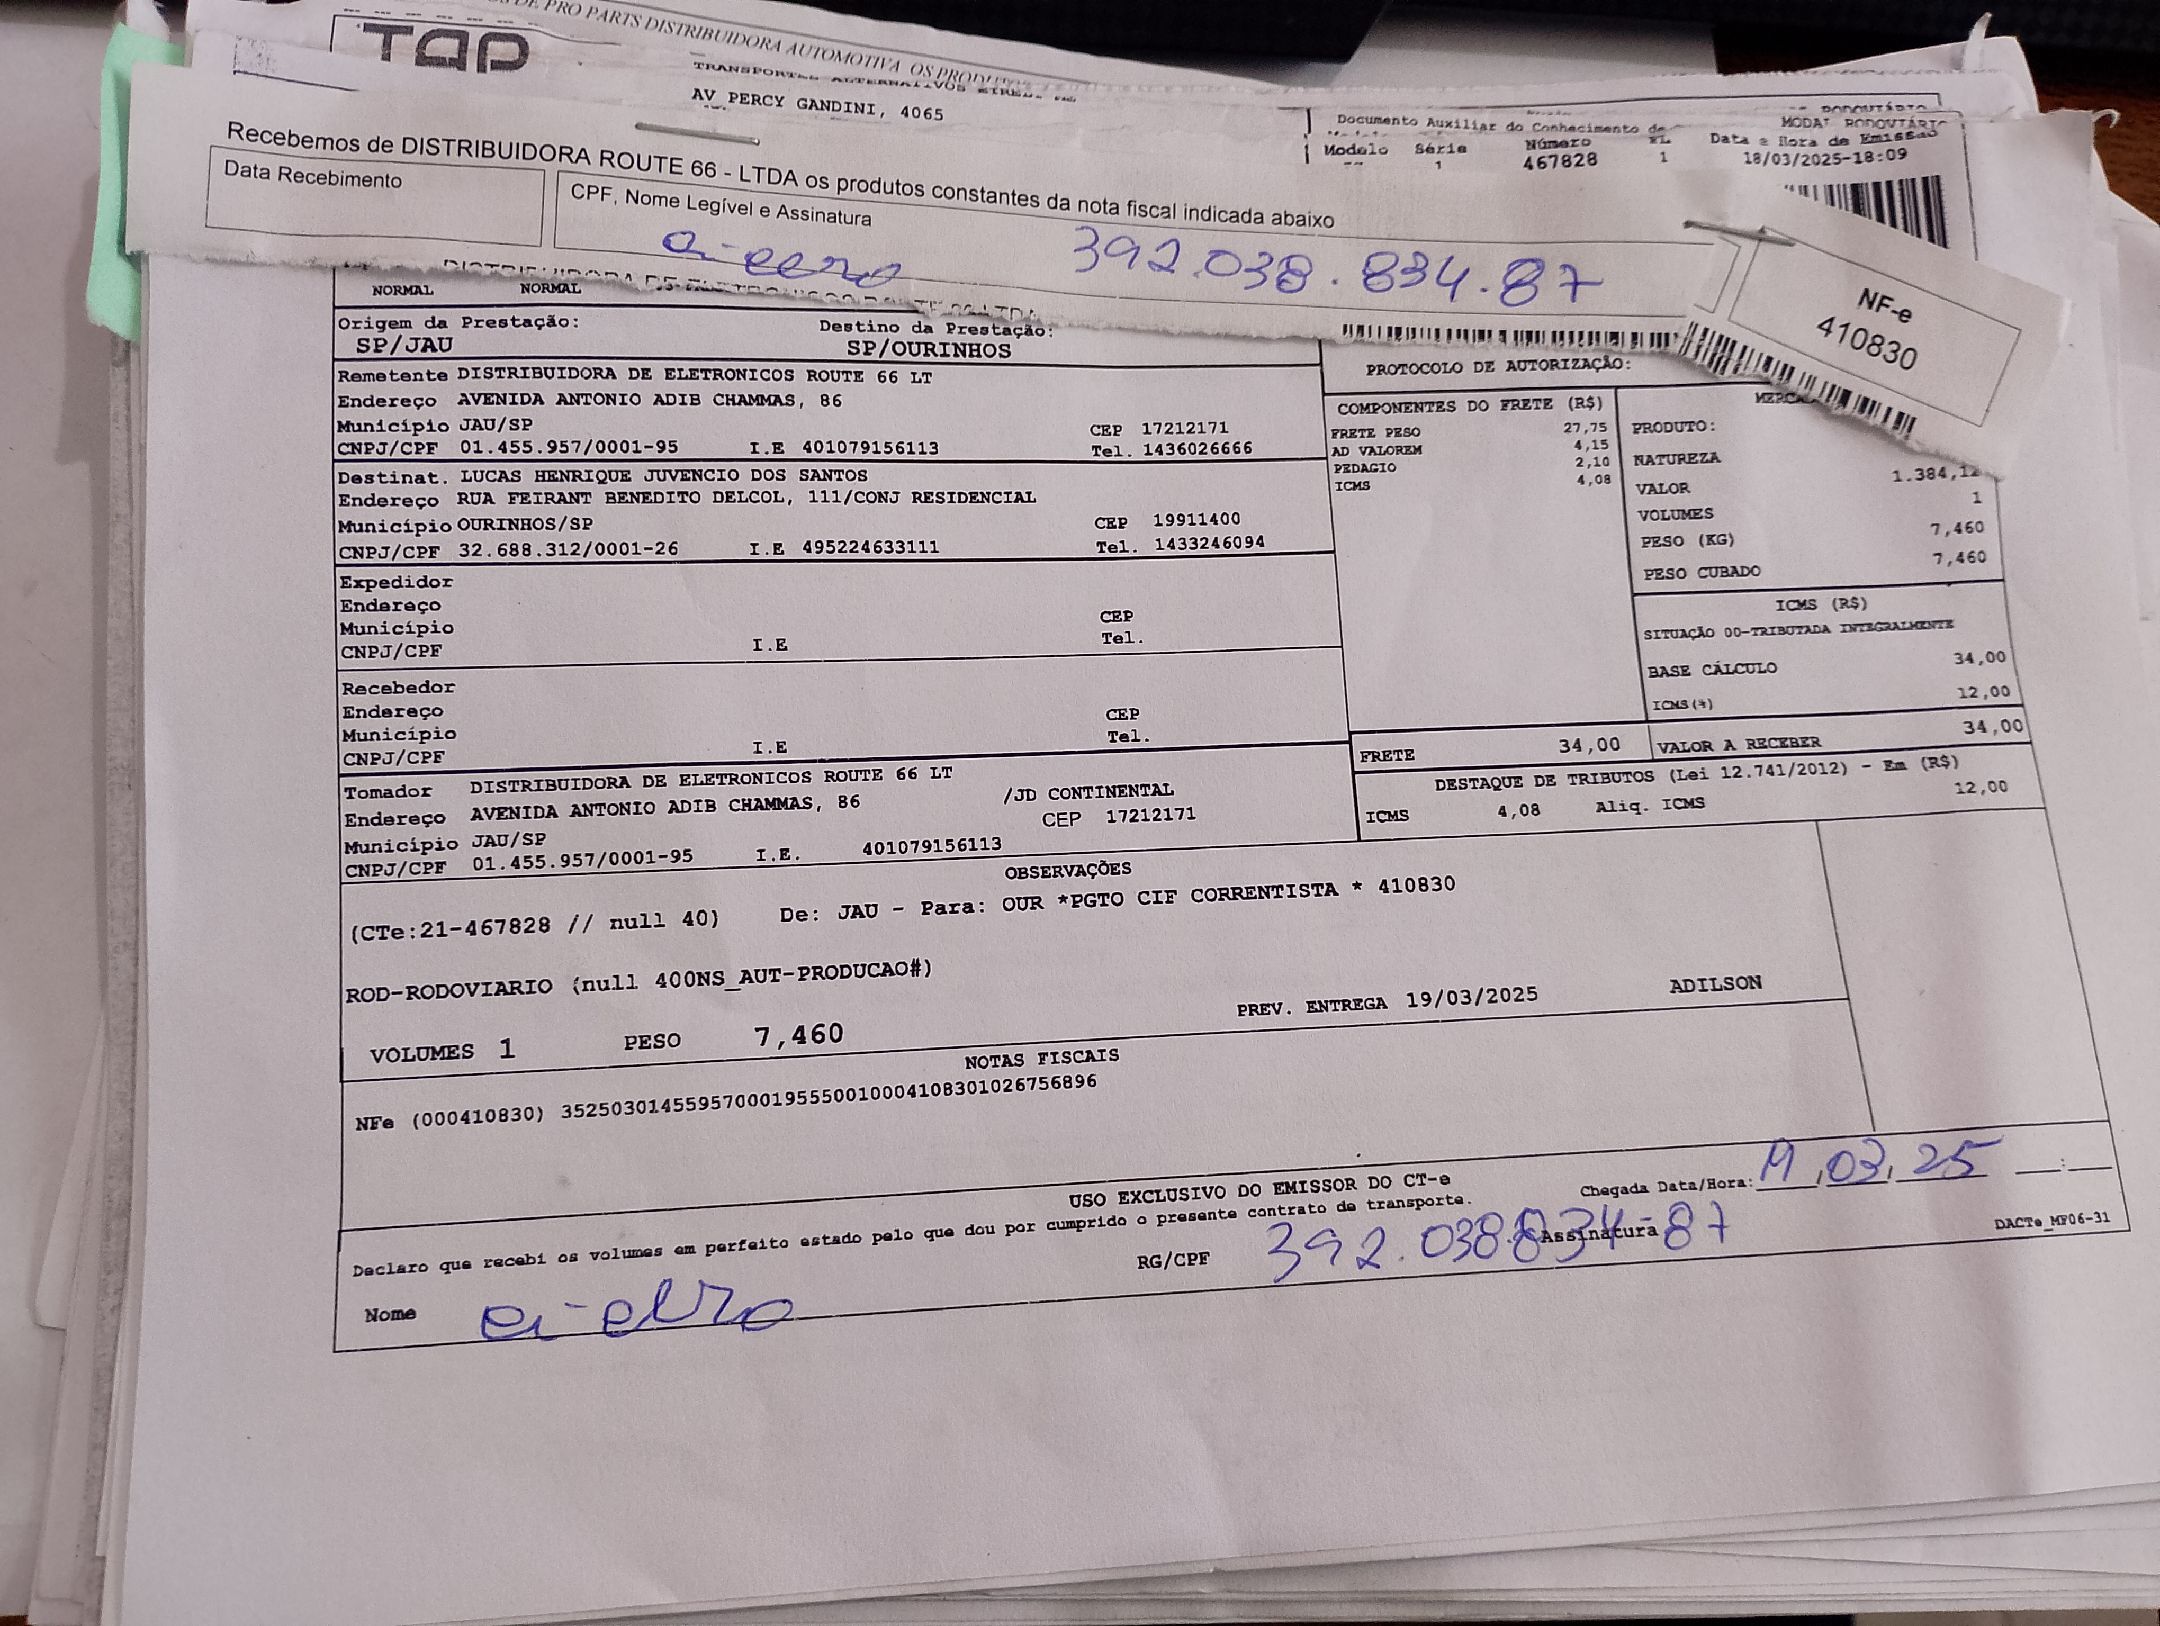 DE PRO PARTS DISTRIBUIDORA AUTOMOTIVA OS PRODUTOS
TAP
TRANSPORTES ALTERNATIVOS
AV PERCY GANDINI, 4065
RODOVIÁRIO
MODAL RODOVIÁRIO
Documento Auxiliar do Conhecimento de
Modelo Série Número FL Data e Hora de Emissão
1 467828 1 18/03/2025-18:09
Recebemos de DISTRIBUIDORA ROUTE 66 - LTDA os produtos constantes da nota fiscal indicada abaixo
Data Recebimento
CPF, Nome Legível e Assinatura
392.038.834.87
NF-e
410830
NORMAL NORMAL
Origem da Prestação: Destino da Prestação:
SP/JAU SP/OURINHOS
Remetente DISTRIBUIDORA DE ELETRONICOS ROUTE 66 LT
Endereço AVENIDA ANTONIO ADIB CHAMMAS, 86
Município JAU/SP CEP 17212171
CNPJ/CPF 01.455.957/0001-95 I.E 401079156113 Tel. 1436026666
Destinat. LUCAS HENRIQUE JUVENCIO DOS SANTOS
Endereço RUA FEIRANT BENEDITO DELCOL, 111/CONJ RESIDENCIAL
Município OURINHOS/SP CEP 19911400
CNPJ/CPF 32.688.312/0001-26 I.E 495224633111 Tel. 1433246094
Expedidor
Endereço
Município CEP
CNPJ/CPF I.E Tel.
Recebedor
Endereço
Município CEP
CNPJ/CPF I.E Tel.
Tomador DISTRIBUIDORA DE ELETRONICOS ROUTE 66 LT
Endereço AVENIDA ANTONIO ADIB CHAMMAS, 86 /JD CONTINENTAL
Município JAU/SP CEP 17212171
CNPJ/CPF 01.455.957/0001-95 I.E. 401079156113
PROTOCOLO DE AUTORIZAÇÃO:
COMPONENTES DO FRETE (R$)
FRETE PESO 27,75
AD VALOREM 4,15
PEDAGIO 2,10
ICMS 4,08
PRODUTO:
NATUREZA
VALOR 1.384,12
VOLUMES 1
PESO (KG) 7,460
PESO CUBADO 7,460
ICMS (R$)
SITUAÇÃO 00-TRIBUTADA INTEGRALMENTE
BASE CÁLCULO 34,00
ICMS(%) 12,00
FRETE 34,00 VALOR A RECEBER 34,00
DESTAQUE DE TRIBUTOS (Lei 12.741/2012) - Em (R$)
ICMS 4,08 Aliq. ICMS 12,00
OBSERVAÇÕES
(CTe:21-467828 // null 40) De: JAU - Para: OUR *PGTO CIF CORRENTISTA * 410830
ROD-RODOVIARIO (null 400NS_AUT-PRODUCAO#)
PREV. ENTREGA 19/03/2025 ADILSON
VOLUMES 1 PESO 7,460
NOTAS FISCAIS
NFe (000410830) 35250301455957000195550010004108301026756896
USO EXCLUSIVO DO EMISSOR DO CT-e
Chegada Data/Hora: 19,03,25 __:__
Declaro que recebi os volumes em perfeito estado pelo que dou por cumprido o presente contrato de transporte.
Nome RG/CPF 392.038834-87 Assinatura
DACTe_MF06-31